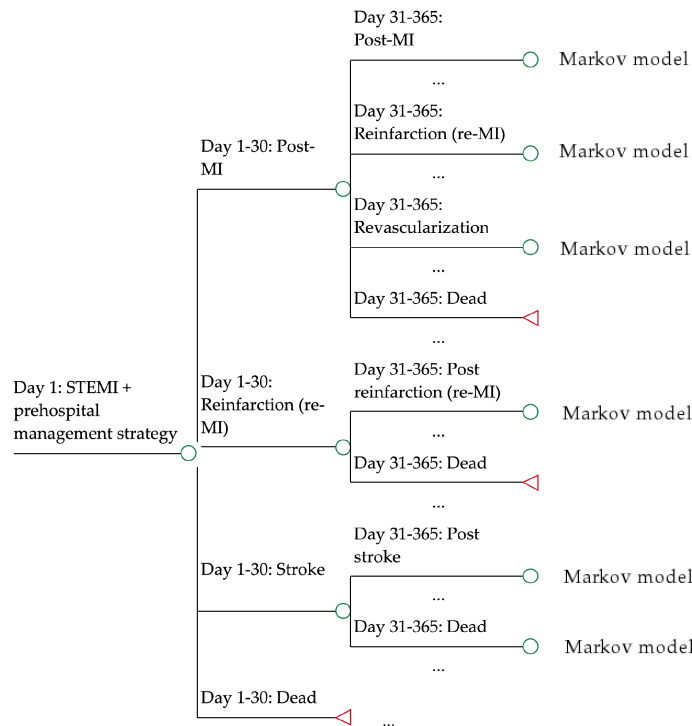 Day 31-365:
Post-MI
Markov model
...
Day 31-365:
Reinfarction (re-MI)
Markov model
...
Day 1-30: Post-
MI
Day 31-365:
Revascularization
Markov model
...
Day 31-365: Dead
...
Day 1: STEMI +
prehospital
management strategy
Day 1-30:
Reinfarction (re-
MI)
Day 31-365: Post
reinfarction (re-MI)
Markov model
...
Day 31-365: Dead
...
Day 1-30: Stroke
Day 31-365: Post
stroke
Markov model
...
Day 31-365: Dead
Markov model
...
Day 1-30: Dead
...